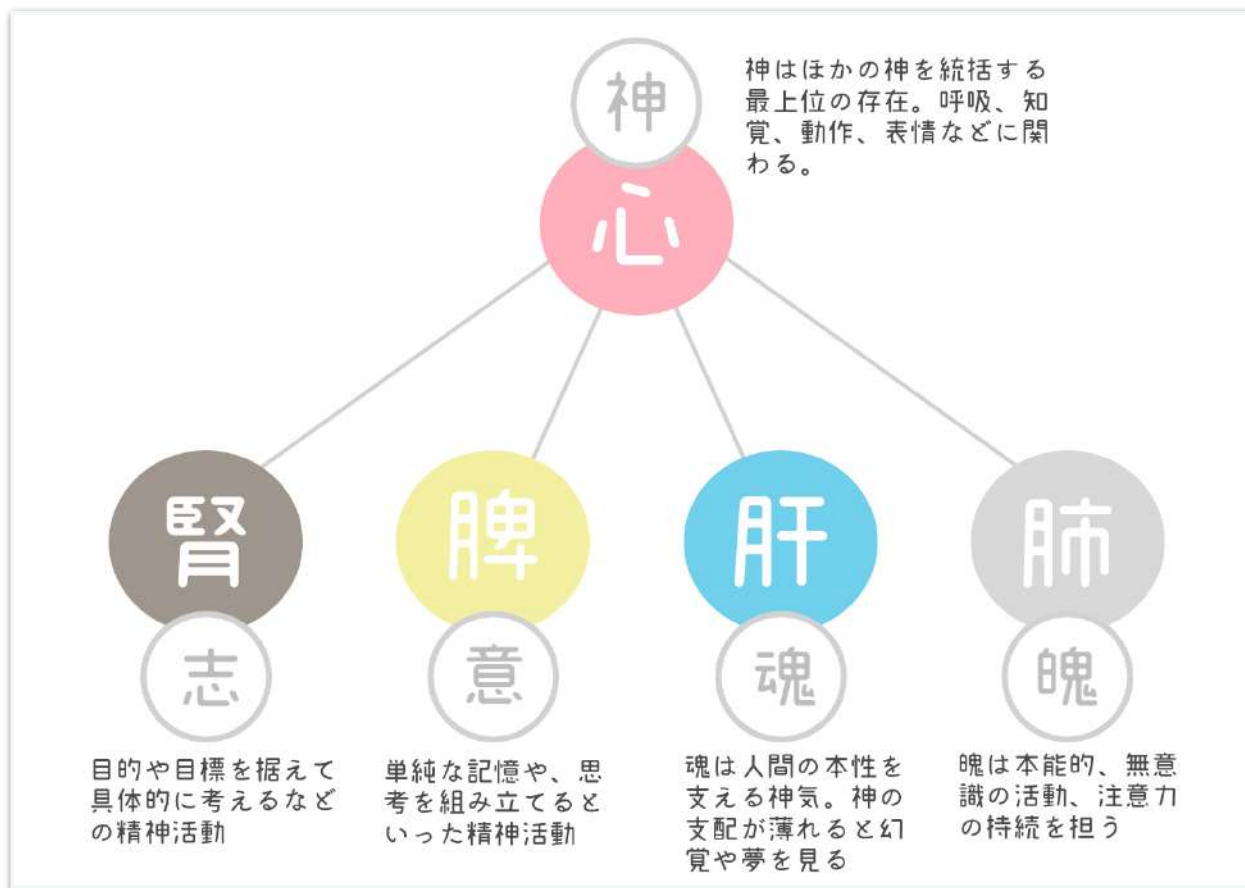 神
神はほかの神を統括する
最上位の存在。呼吸、知
覚、動作、表情などに関
わる。
心
腎
脾
肝
肺
志
意
魂
魄
目的や目標を据えて
具体的に考えるなど
の精神活動
単純な記憶や、思
考を組み立てると
いった精神活動
魂は人間の本性を
支える神気。神の
支配が薄れると幻
覚や夢を見る
魄は本能的、無意
識の活動、注意力
の持続を担う